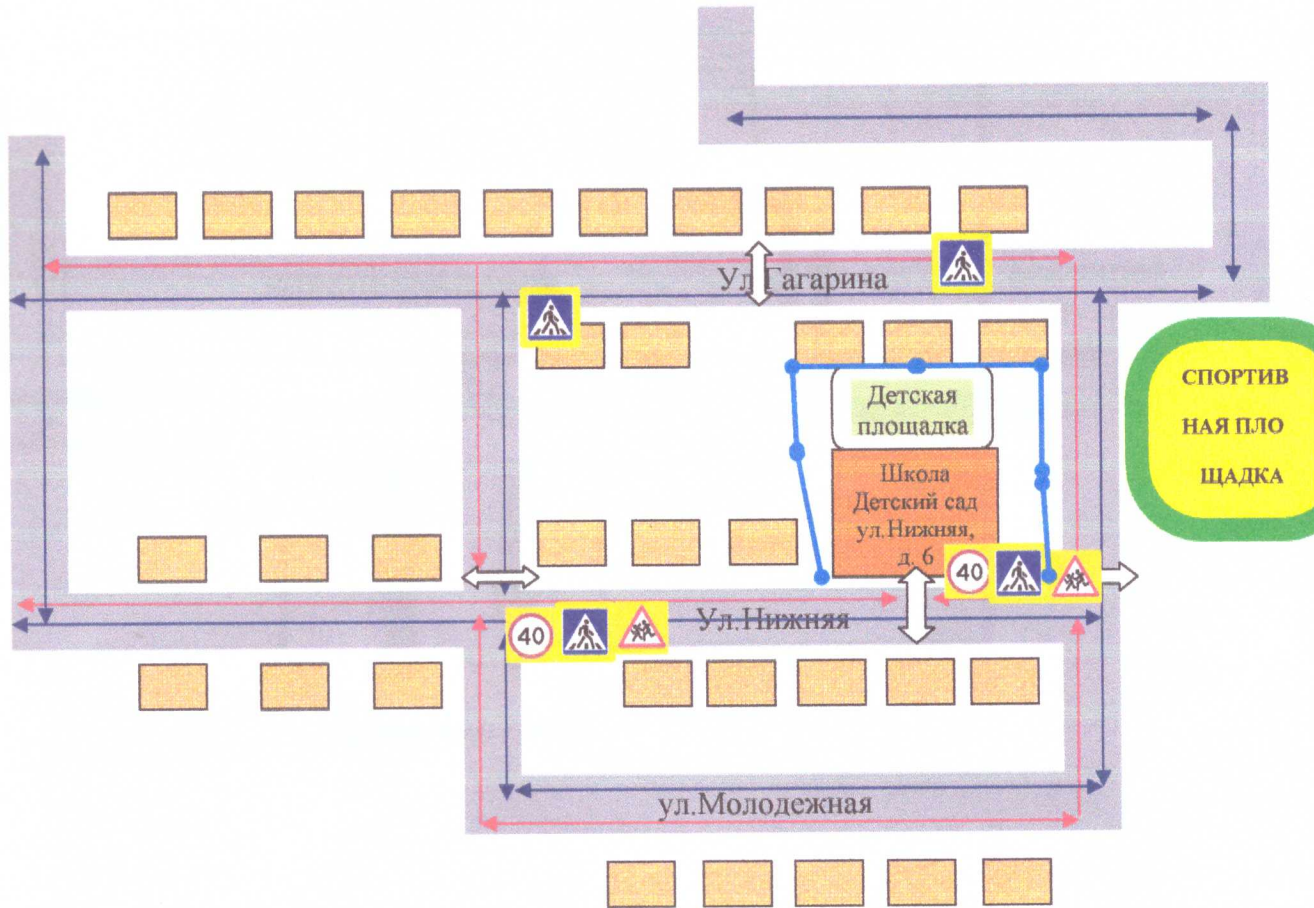 Ул.Гагарина
СПОРТИВ
НАЯ ПЛО
ЩАДКА
Детская
площадка
Школа
Детский сад
ул.Нижняя,
д. 6
40
40
Ул.Нижняя
ул.Молодежная